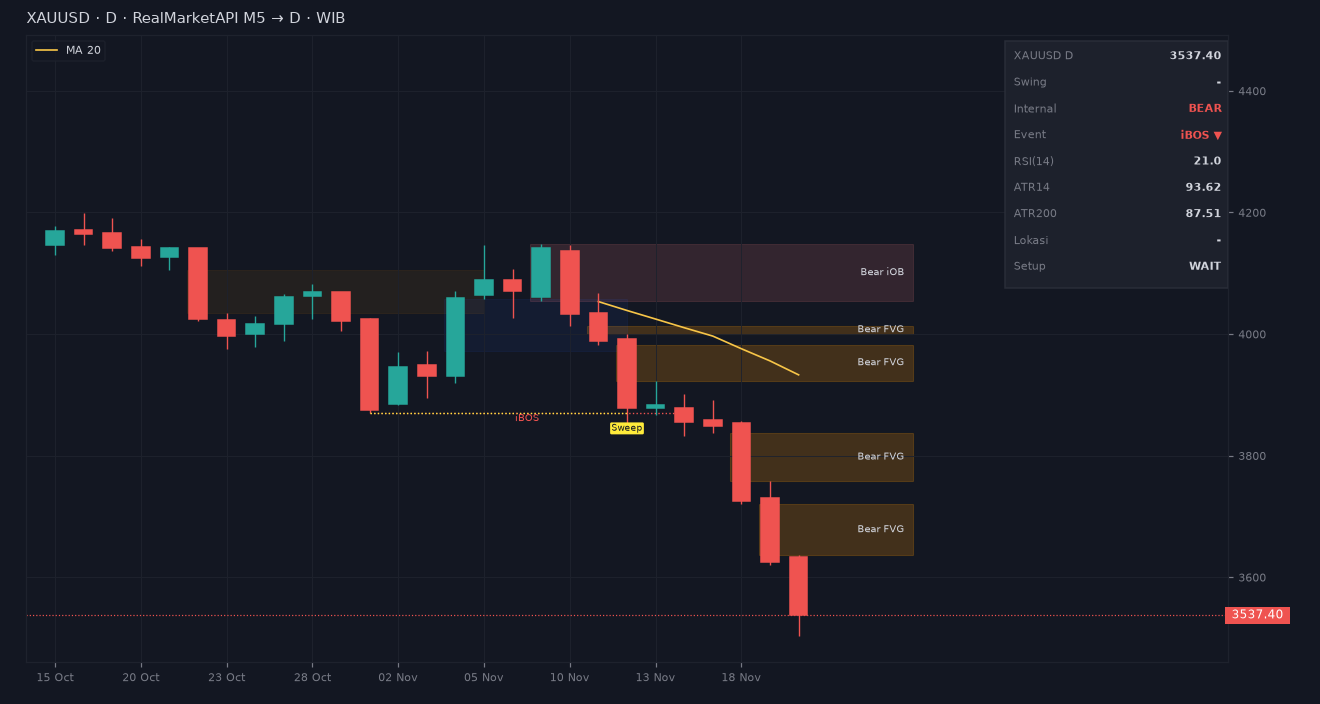 XAUUSD · D · RealMarketAPI M5 → D · WIB
MA 20
XAUUSD D 3537.40
Swing -
Internal BEAR
Event iBOS ▼
RSI(14) 21.0
ATR14 93.62
ATR200 87.51
Lokasi -
Setup WAIT
4400
4200
4000
3800
3600
3537.40
Bear iOB
Bear FVG
Bear FVG
iBOS
Sweep
Bear FVG
Bear FVG
15 Oct 20 Oct 23 Oct 28 Oct 02 Nov 05 Nov 10 Nov 13 Nov 18 Nov